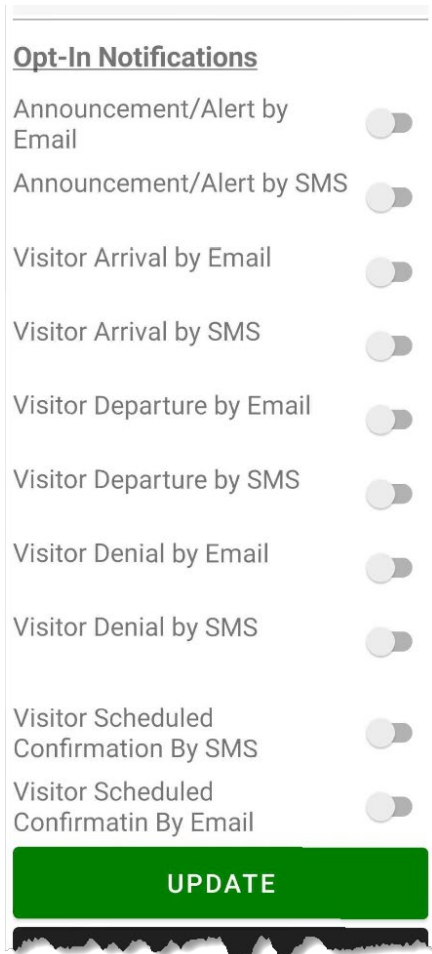 Opt-In Notifications
Announcement/Alert by
Email
Announcement/Alert by SMS
Visitor Arrival by Email
Visitor Arrival by SMS
Visitor Departure by Email
Visitor Departure by SMS
Visitor Denial by Email
Visitor Denial by SMS
Visitor Scheduled
Confirmation By SMS
Visitor Scheduled
Confirmatin By Email
UPDATE